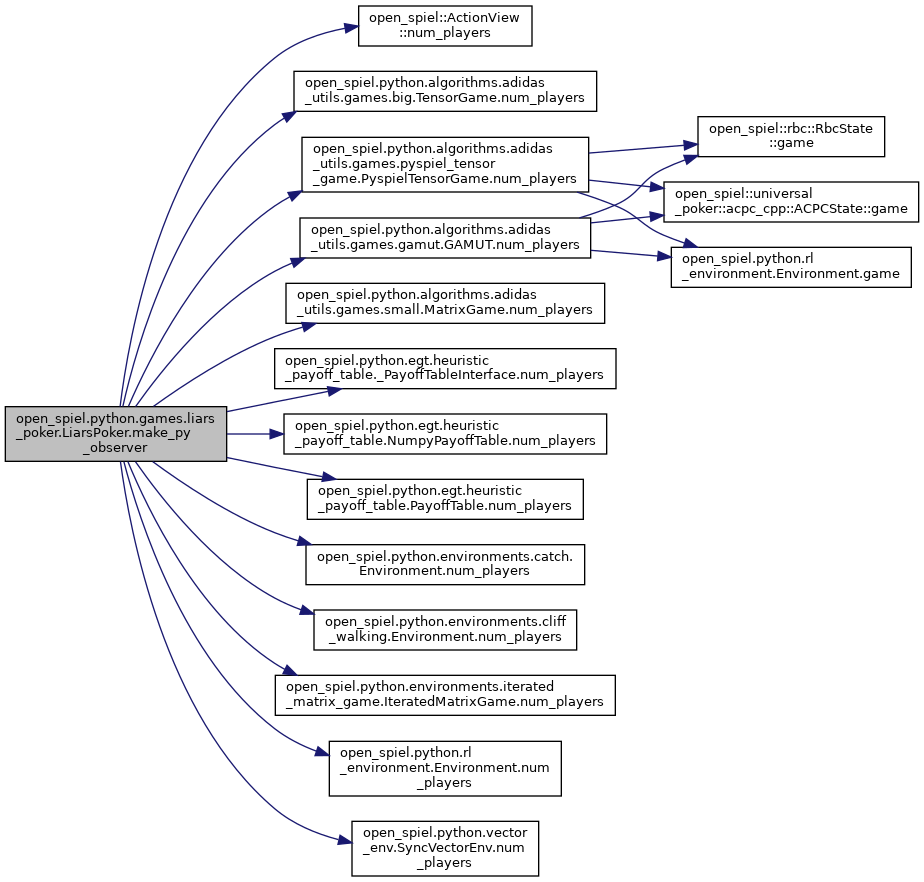 open_spiel::ActionView
::num_players
open_spiel.python.algorithms.adidas
_utils.games.big.TensorGame.num_players
open_spiel.python.algorithms.adidas
_utils.games.pyspiel_tensor
_game.PyspielTensorGame.num_players
open_spiel.python.algorithms.adidas
_utils.games.gamut.GAMUT.num_players
open_spiel.python.algorithms.adidas
_utils.games.small.MatrixGame.num_players
open_spiel.python.egt.heuristic
_payoff_table._PayoffTableInterface.num_players
open_spiel.python.games.liars
_poker.LiarsPoker.make_py
_observer
open_spiel.python.egt.heuristic
_payoff_table.NumpyPayoffTable.num_players
open_spiel.python.egt.heuristic
_payoff_table.PayoffTable.num_players
open_spiel.python.environments.catch.
Environment.num_players
open_spiel.python.environments.cliff
_walking.Environment.num_players
open_spiel.python.environments.iterated
_matrix_game.IteratedMatrixGame.num_players
open_spiel.python.rl
_environment.Environment.num
_players
open_spiel.python.vector
_env.SyncVectorEnv.num
_players
open_spiel::rbc::RbcState
::game
open_spiel::universal
_poker::acpc_cpp::ACPCState::game
open_spiel.python.rl
_environment.Environment.game